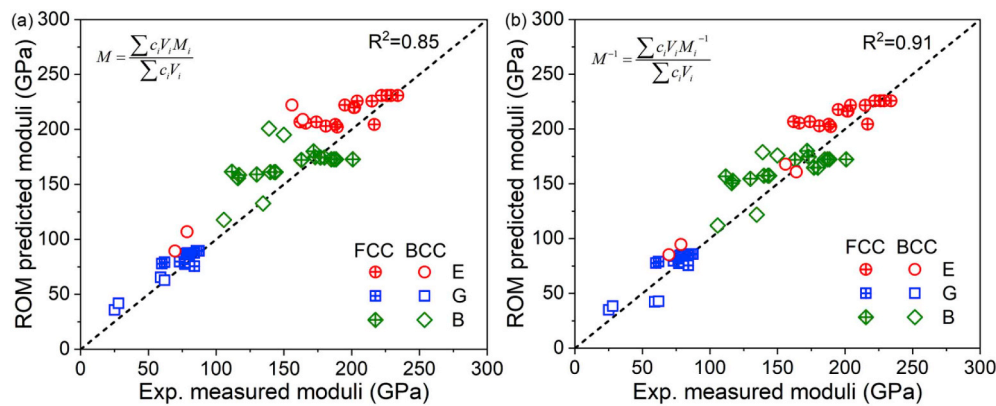 (a)
ROM predicted moduli (GPa)
300
250
200
150
100
50
0
M = ∑ cᵢVᵢMᵢ / ∑ cᵢVᵢ
R²=0.85
FCC BCC
E
G
B
0 50 100 150 200 250 300
Exp. measured moduli (GPa)
(b)
ROM predicted moduli (GPa)
300
250
200
150
100
50
0
M⁻¹ = ∑ cᵢVᵢMᵢ⁻¹ / ∑ cᵢVᵢ
R²=0.91
FCC BCC
E
G
B
0 50 100 150 200 250 300
Exp. measured moduli (GPa)